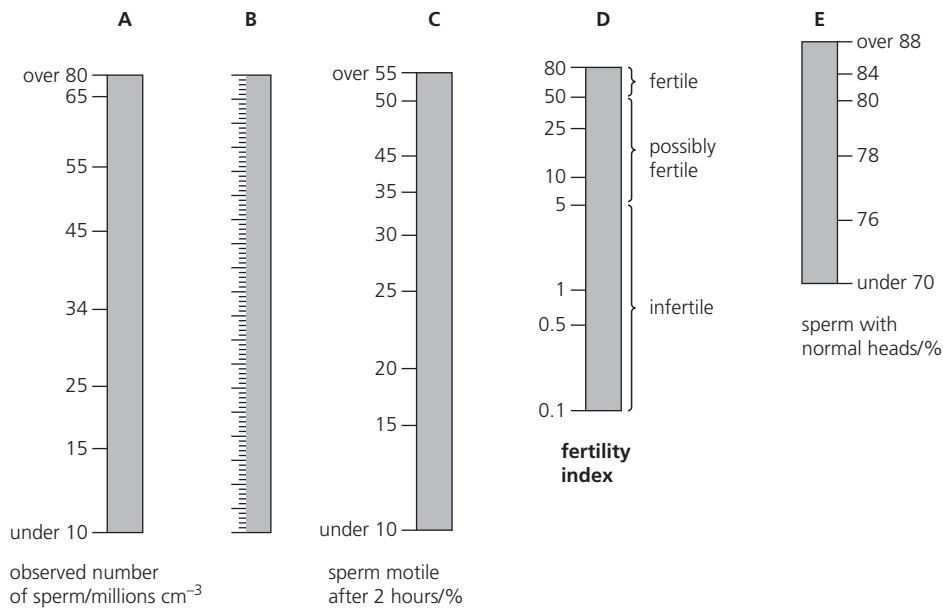 A
B
C
D
E
over 80
65
55
45
34
25
15
under 10
observed number
of sperm/millions cm⁻³
over 55
50
45
35
30
25
20
15
under 10
sperm motile
after 2 hours/%
80
50
25
10
5
1
0.5
0.1
fertile
possibly
fertile
infertile
fertility
index
over 88
84
80
78
76
under 70
sperm with
normal heads/%